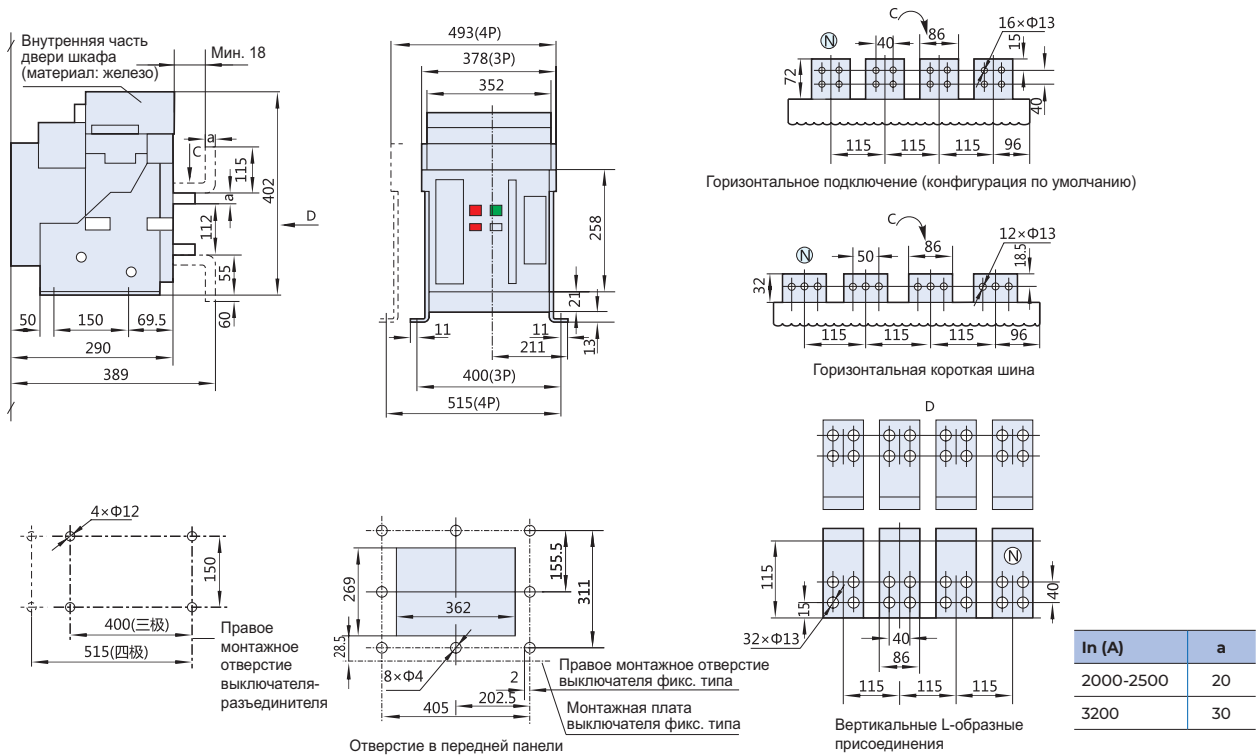 Внутренняя часть
двери шкафа
(материал: железо)
Мин. 18
a
115
C
402
a
D
112
55
60
50
150
69.5
290
389
493(4P)
378(3P)
352
258
21
11
11
13
211
400(3P)
515(4P)
C
16×Φ13
N
40
86
15
72
40
115
115
115
96
Горизонтальное подключение (конфигурация по умолчанию)
C
12×Φ13
N
50
86
18.5
32
115
115
115
96
Горизонтальная короткая шина
D
N
115
15
40
32×Φ13
40
86
115
115
115
Вертикальные L-образные
присоединения
4×Φ12
150
400(三极)
515(四极)
Правое
монтажное
отверстие
выключателя-
разъединителя
269
362
155.5
311
28.5
8×Φ4
2
202.5
405
Правое монтажное отверстие
выключателя фикс. типа
Монтажная плата
выключателя фикс. типа
Отверстие в передней панели
In (A) a
2000-2500 20
3200 30